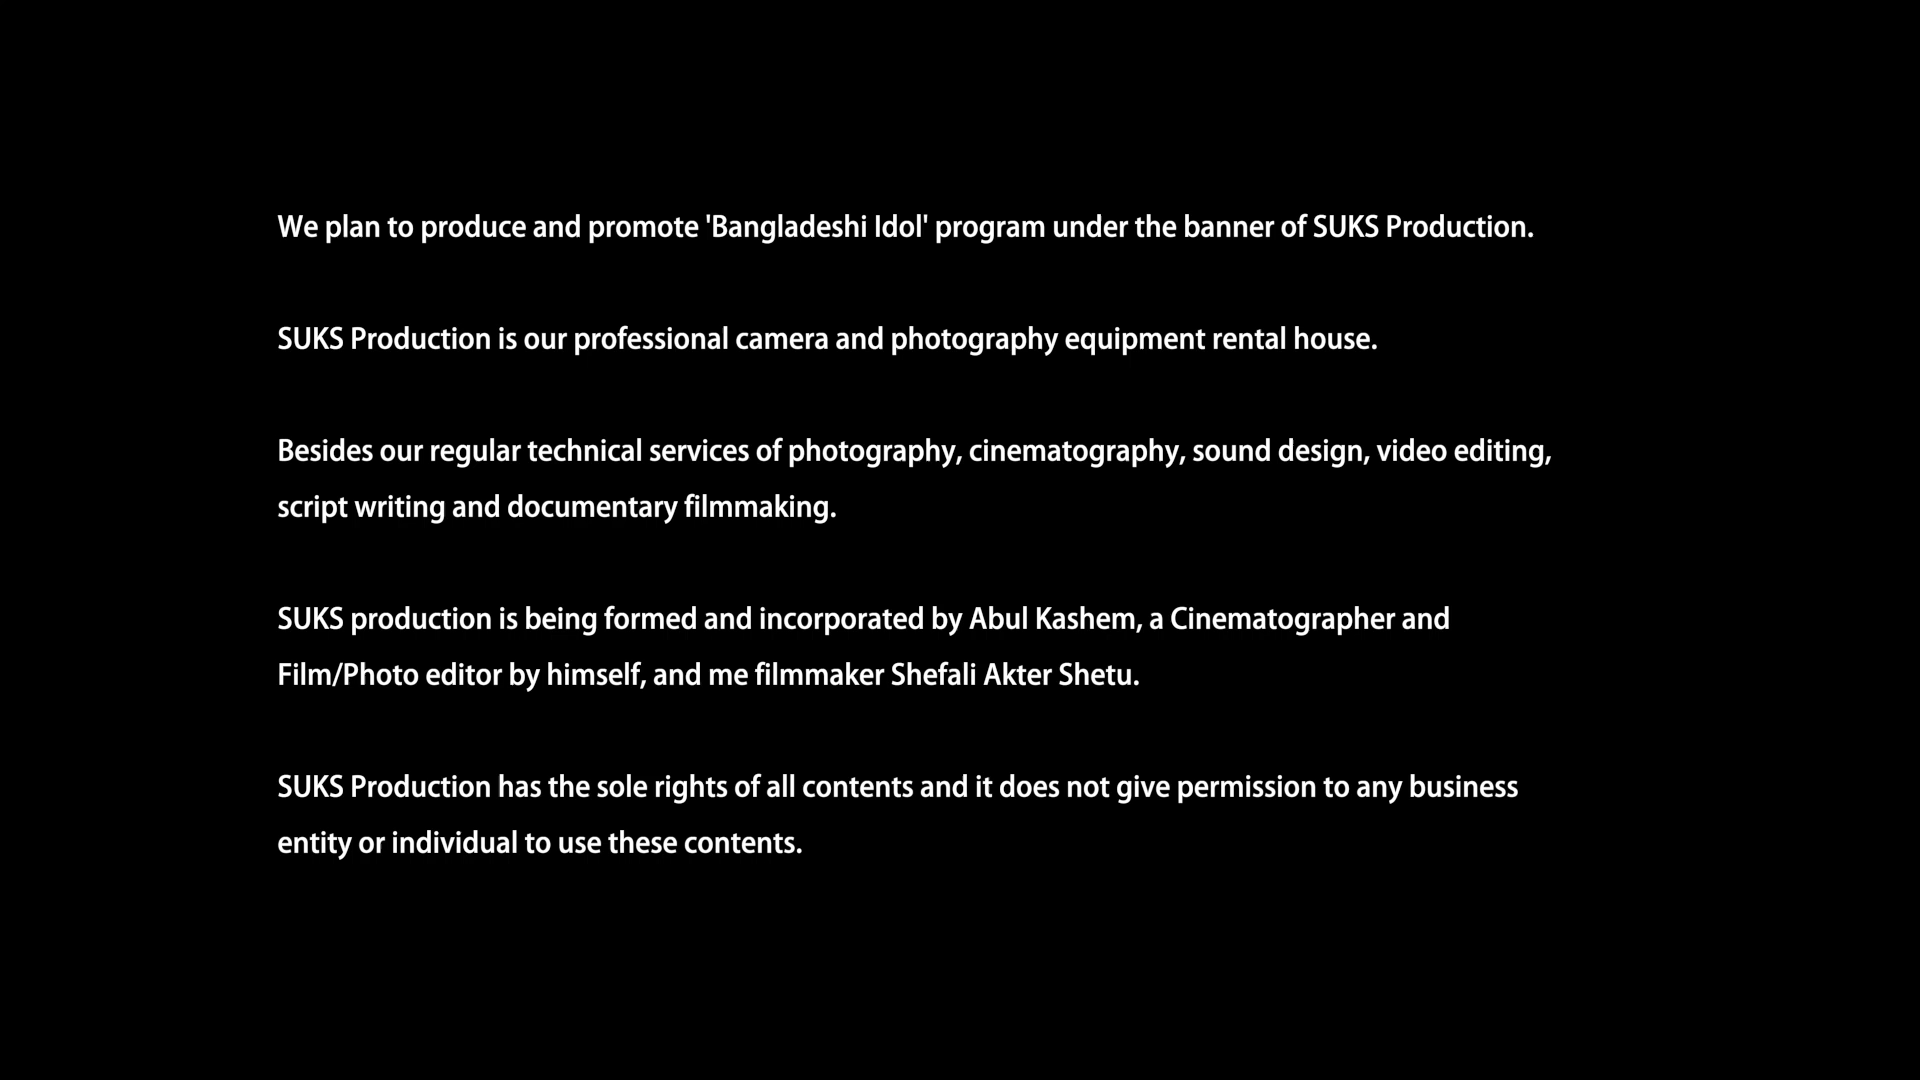 We plan to produce and promote 'Bangladeshi Idol' program under the banner of SUKS Production.
SUKS Production is our professional camera and photography equipment rental house.
Besides our regular technical services of photography, cinematography, sound design, video editing,
script writing and documentary filmmaking.
SUKS production is being formed and incorporated by Abul Kashem, a Cinematographer and
Film/Photo editor by himself, and me filmmaker Shefali Akter Shetu.
SUKS Production has the sole rights of all contents and it does not give permission to any business
entity or individual to use these contents.